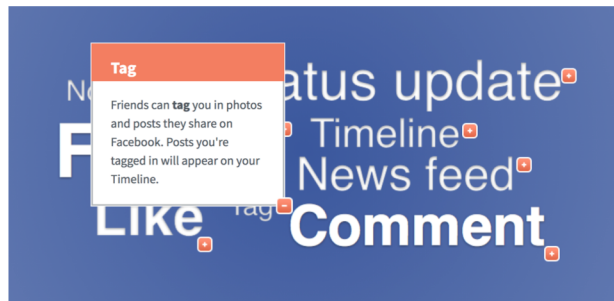 Tag
Friends can tag you in photos
and posts they share on
Facebook. Posts you're
tagged in will appear on your
Timeline.
atus update
Timeline
News feed
Like
Tag
Comment